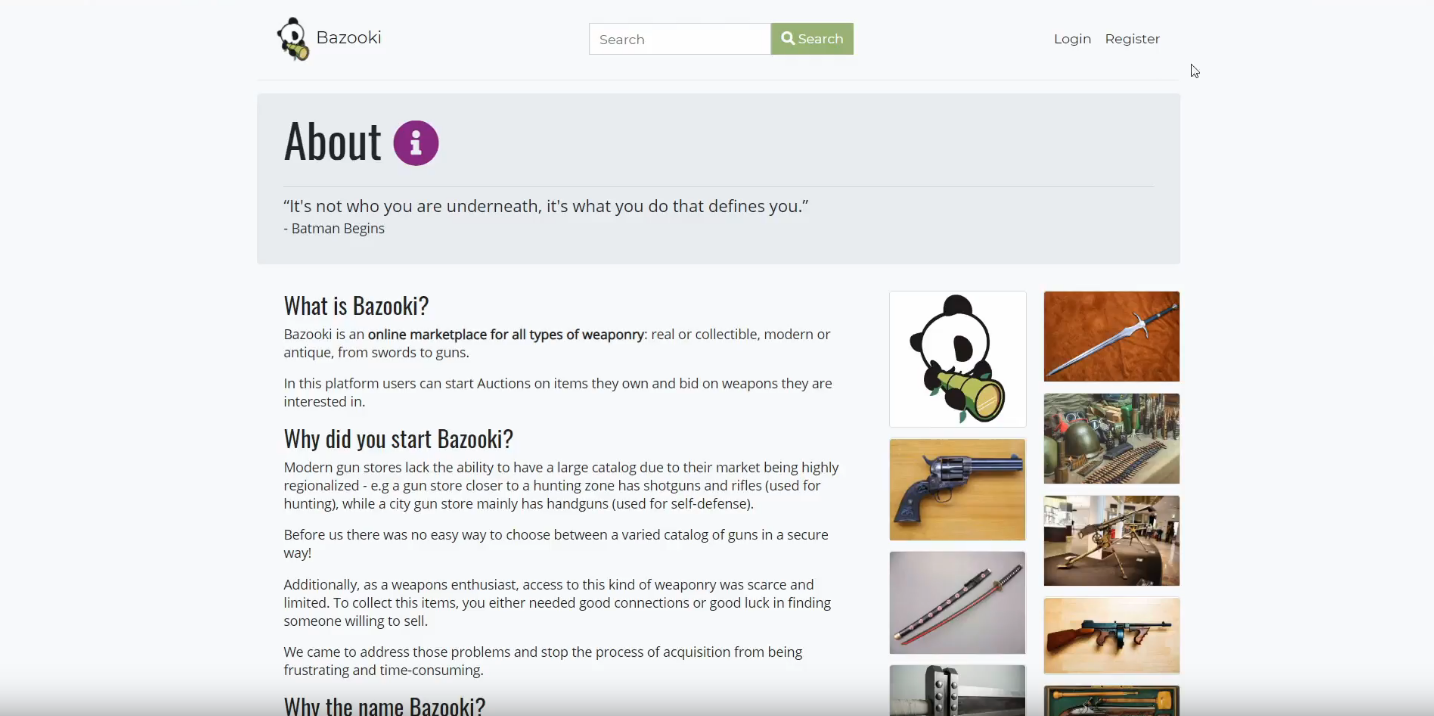 Bazooki
Search
Search
Login Register
About
“It's not who you are underneath, it's what you do that defines you.”
- Batman Begins
What is Bazooki?
Bazooki is an online marketplace for all types of weaponry: real or collectible, modern or
antique, from swords to guns.
In this platform users can start Auctions on items they own and bid on weapons they are
interested in.
Why did you start Bazooki?
Modern gun stores lack the ability to have a large catalog due to their market being highly
regionalized - e.g a gun store closer to a hunting zone has shotguns and rifles (used for
hunting), while a city gun store mainly has handguns (used for self-defense).
Before us there was no easy way to choose between a varied catalog of guns in a secure
way!
Additionally, as a weapons enthusiast, access to this kind of weaponry was scarce and
limited. To collect this items, you either needed good connections or good luck in finding
someone willing to sell.
We came to address those problems and stop the process of acquisition from being
frustrating and time-consuming.
Why the name Bazooki?